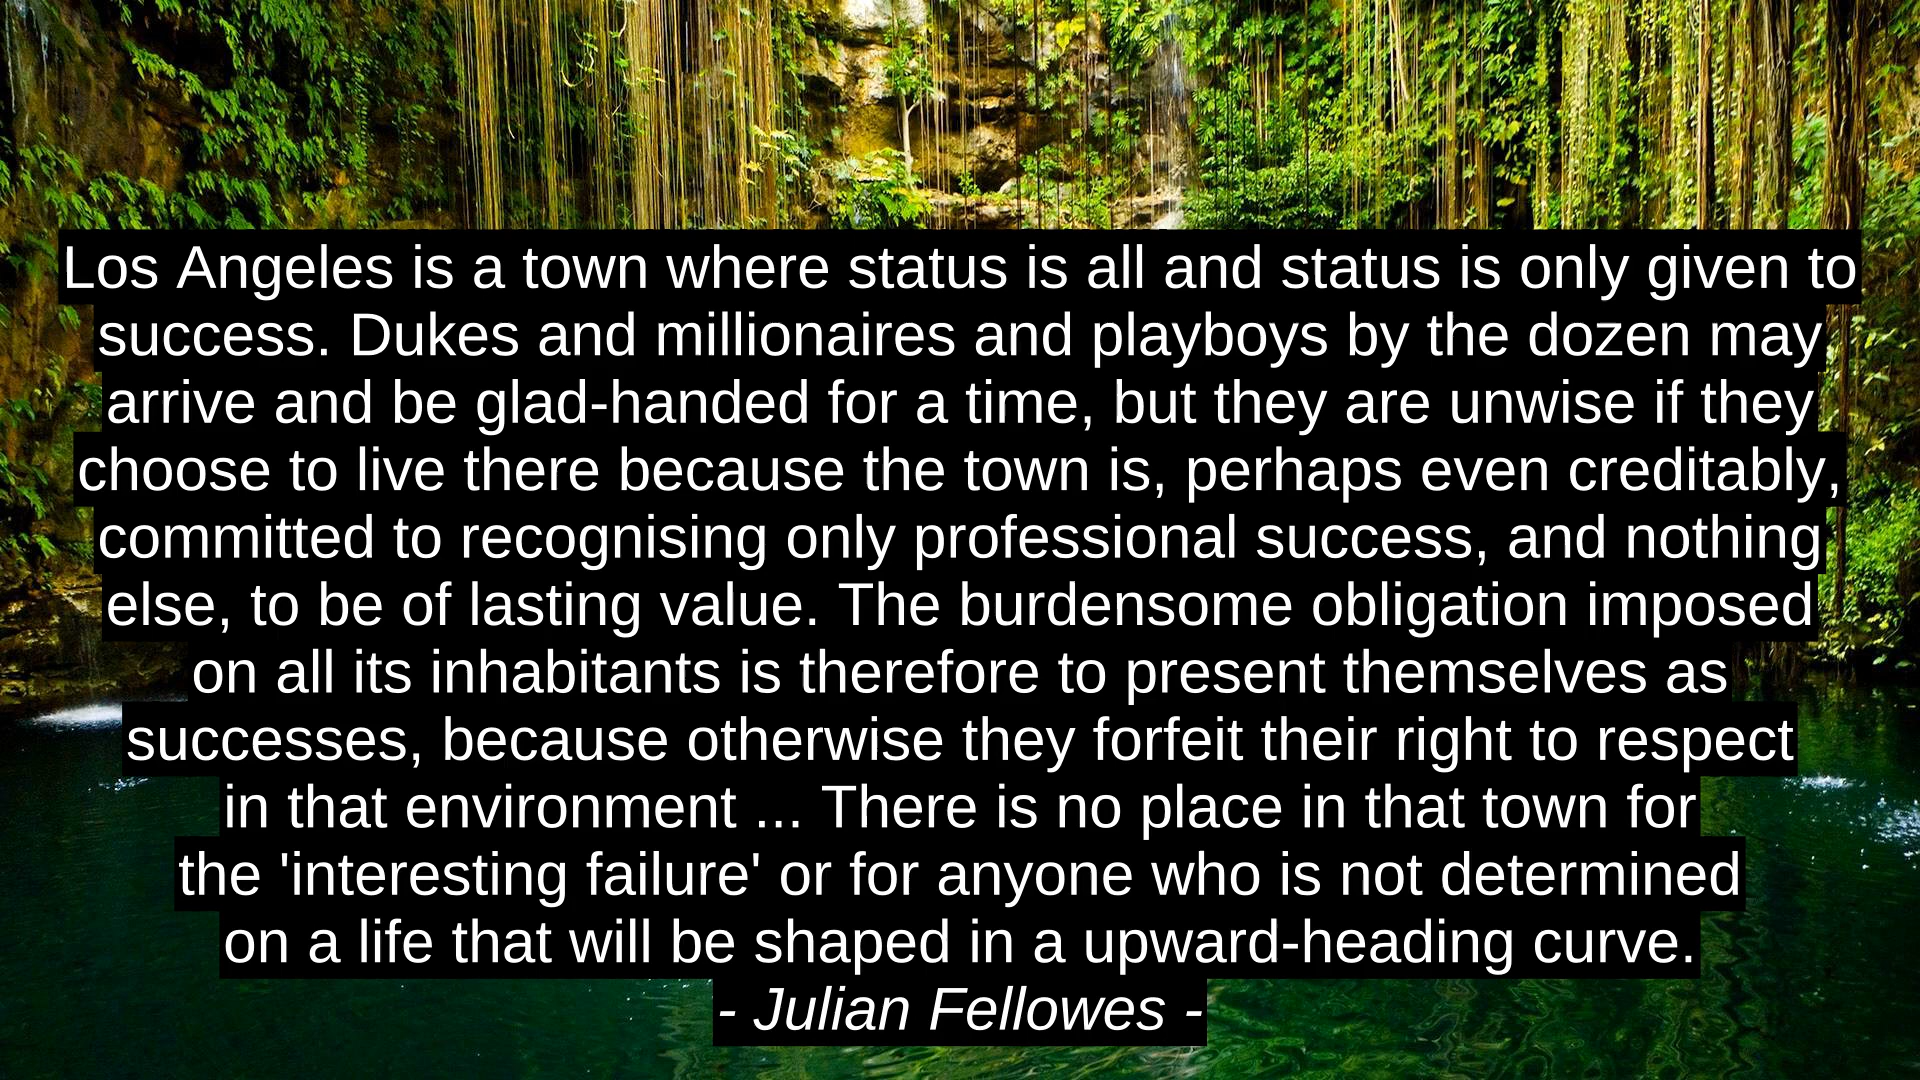 Los Angeles is a town where status is all and status is only given to
success. Dukes and millionaires and playboys by the dozen may
arrive and be glad-handed for a time, but they are unwise if they
choose to live there because the town is, perhaps even creditably,
committed to recognising only professional success, and nothing
else, to be of lasting value. The burdensome obligation imposed
on all its inhabitants is therefore to present themselves as
successes, because otherwise they forfeit their right to respect
in that environment ... There is no place in that town for
the 'interesting failure' or for anyone who is not determined
on a life that will be shaped in a upward-heading curve.
- Julian Fellowes -